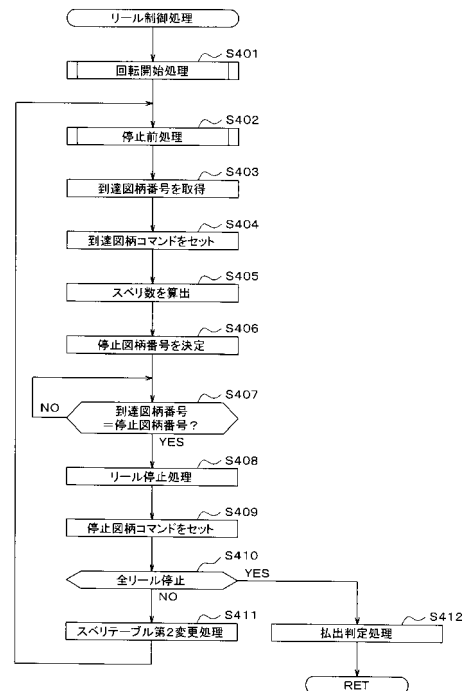 リール制御処理
S401
回転開始処理
S402
停止前処理
S403
到達図柄番号を取得
S404
到達図柄コマンドをセット
S405
スベリ数を算出
S406
停止図柄番号を決定
S407
NO
到達図柄番号
=停止図柄番号?
YES
S408
リール停止処理
S409
停止図柄コマンドをセット
S410
全リール停止
YES
NO
S411
スベリテーブル第2変更処理
S412
払出判定処理
RET